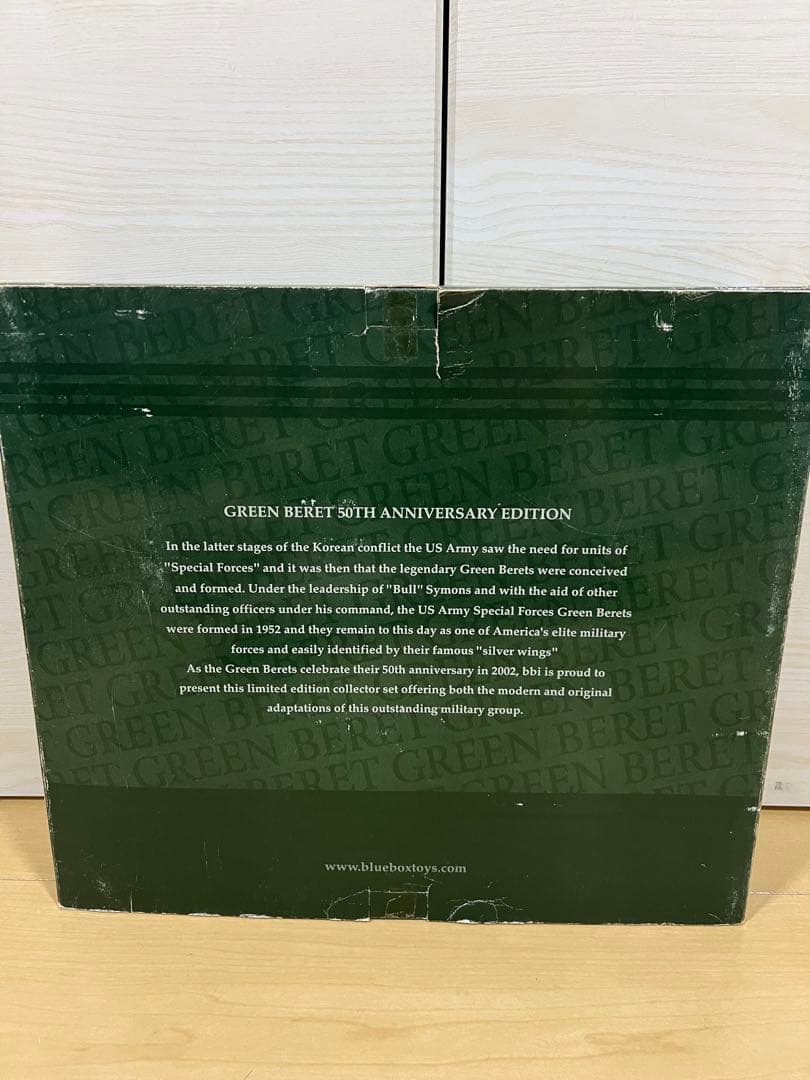 GREEN BERET 50TH ANNIVERSARY EDITION
In the latter stages of the Korean conflict the US Army saw the need for units of
"Special Forces" and it was then that the legendary Green Berets were conceived
and formed. Under the leadership of "Bull" Symons and with the aid of other
outstanding officers under his command, the US Army Special Forces Green Berets
were formed in 1952 and they remain to this day as one of America's elite military
forces and easily identified by their famous "silver wings"
As the Green Berets celebrate their 50th anniversary in 2002, bbi is proud to
present this limited edition collector set offering both the modern and original
adaptations of this outstanding military group.
www.blueboxtoys.com